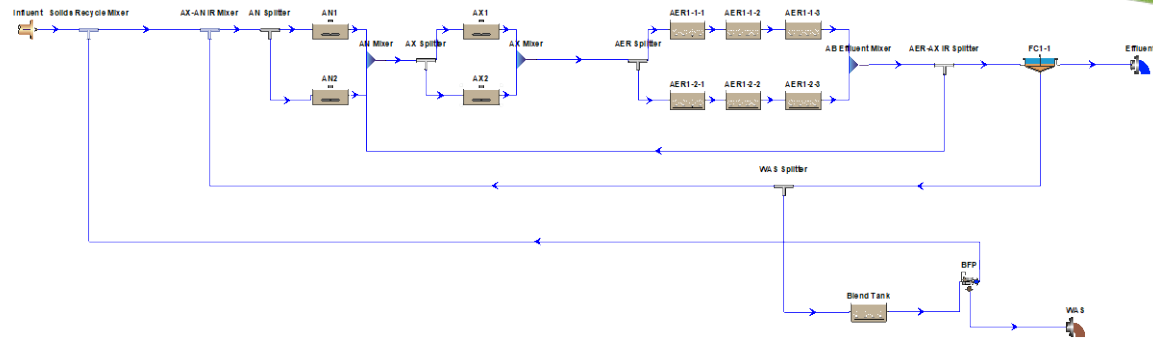 Influent
Solids Recycle Mixer
AX-AN IR Mixer
AN Splitter
AN1
AN2
AN Mixer
AX Splitter
AX1
AX2
AX Mixer
AER Splitter
AER1-1-1
AER1-1-2
AER1-1-3
AER1-2-1
AER1-2-2
AER1-2-3
AB Effluent Mixer
AER-AX IR Splitter
FC1-1
Effluent
WAS Splitter
BFP
Blend Tank
WAS